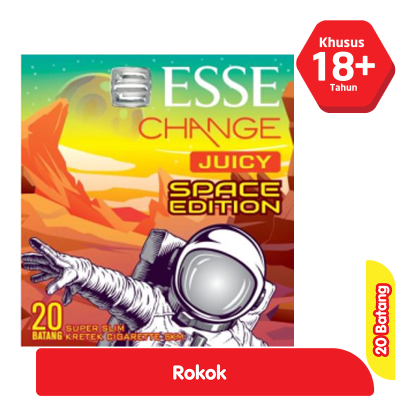 Khusus
18+
Tahun
ESSE
CHANGE
JUICY
SPACE
EDITION
20
BATANG
SUPER SLIM
KRETEK CIGARETTE SKM
20 Batang
Rokok